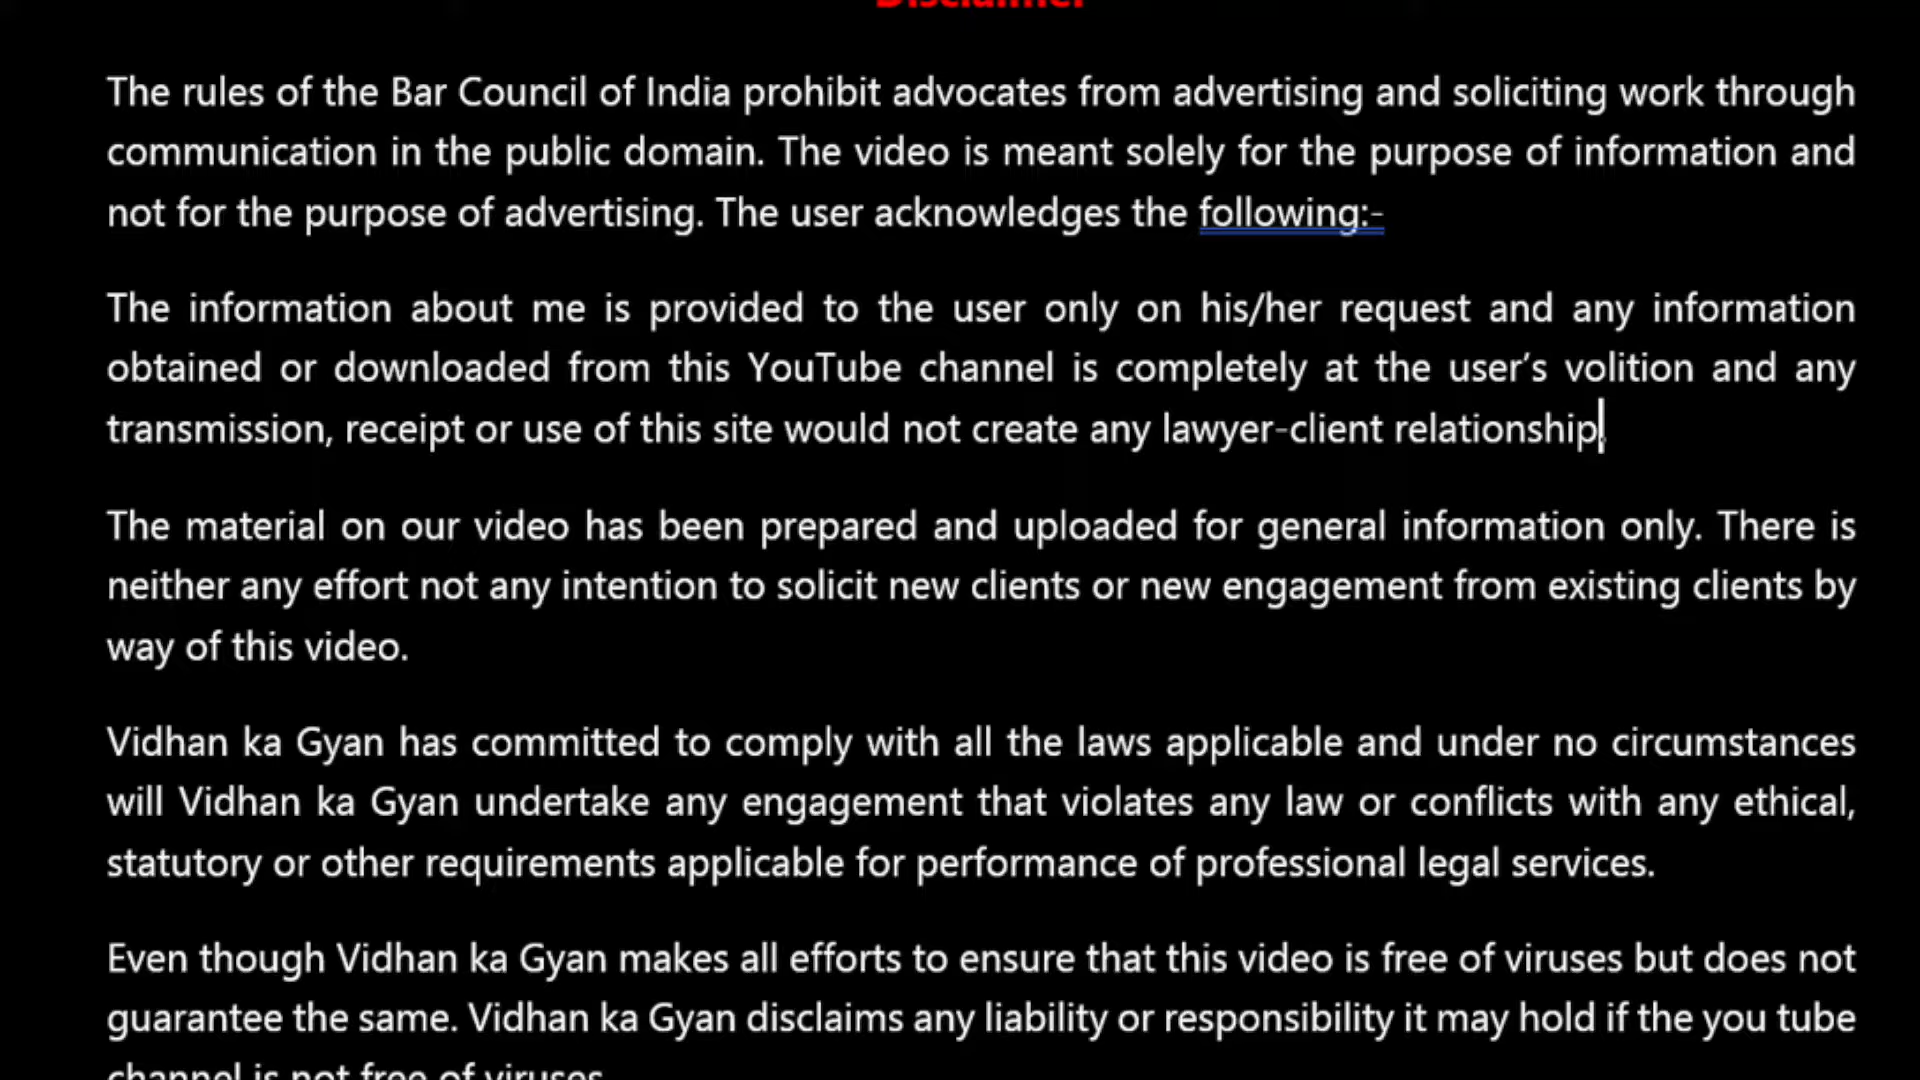 Disclaimer
The rules of the Bar Council of India prohibit advocates from advertising and soliciting work through
communication in the public domain. The video is meant solely for the purpose of information and
not for the purpose of advertising. The user acknowledges the following:-
The information about me is provided to the user only on his/her request and any information
obtained or downloaded from this YouTube channel is completely at the user’s volition and any
transmission, receipt or use of this site would not create any lawyer-client relationship.
The material on our video has been prepared and uploaded for general information only. There is
neither any effort not any intention to solicit new clients or new engagement from existing clients by
way of this video.
Vidhan ka Gyan has committed to comply with all the laws applicable and under no circumstances
will Vidhan ka Gyan undertake any engagement that violates any law or conflicts with any ethical,
statutory or other requirements applicable for performance of professional legal services.
Even though Vidhan ka Gyan makes all efforts to ensure that this video is free of viruses but does not
guarantee the same. Vidhan ka Gyan disclaims any liability or responsibility it may hold if the you tube
channel is not free of viruses.